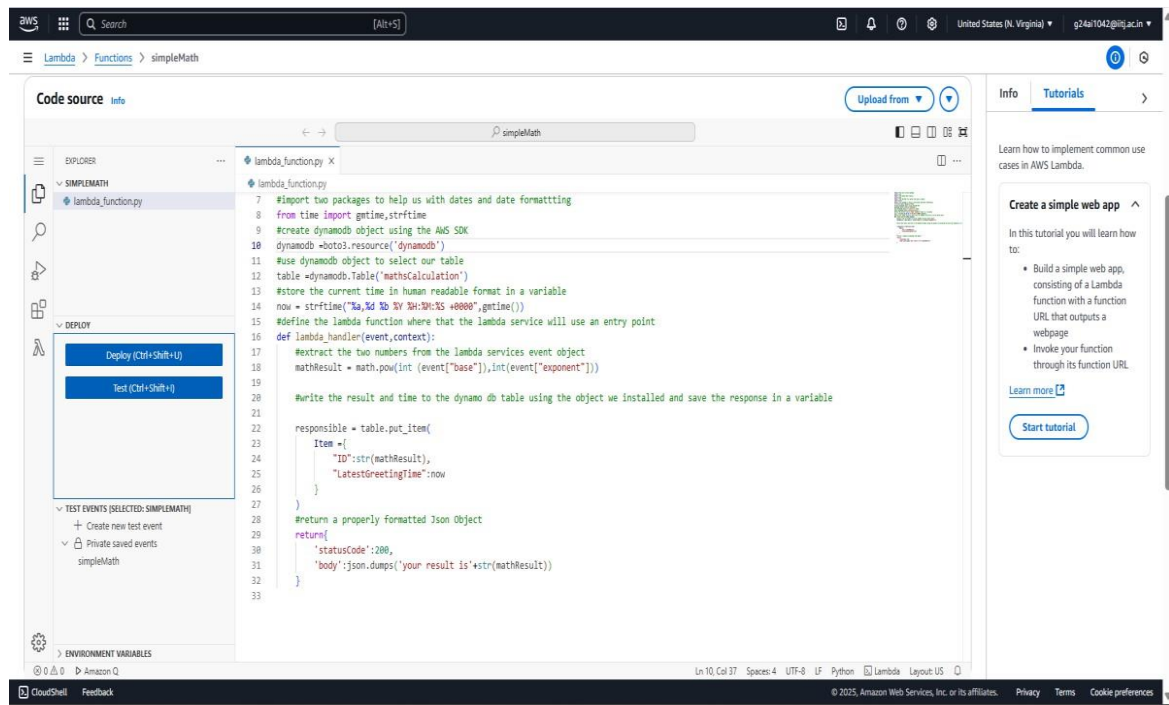 aws
Search [Alt+S]
United States (N. Virginia) ▼ g24ai1042@iitj.ac.in ▼
Lambda > Functions > simpleMath
Code source Info
Upload from ▼
simpleMath
EXPLORER ...
SIMPLEMATH
lambda_function.py
DEPLOY
Deploy (Ctrl+Shift+U)
Test (Ctrl+Shift+I)
TEST EVENTS [SELECTED: SIMPLEMATH]
+ Create new test event
Private saved events
simpleMath
ENVIRONMENT VARIABLES
lambda_function.py ×
lambda_function.py
7 #import two packages to help us with dates and date formattting
8 from time import gmtime,strftime
9 #create dynamodb object using the AWS SDK
10 dynamodb =boto3.resource('dynamodb')
11 #use dynamodb object to select our table
12 table =dynamodb.Table('mathsCalculation')
13 #store the current time in human readable format in a variable
14 now = strftime("%a,%d %b %Y %H:%M:%S +0000",gmtime())
15 #define the lambda function where that the lambda service will use an entry point
16 def lambda_handler(event,context):
17 #extract the two numbers from the lambda services event object
18 mathResult = math.pow(int (event["base"]),int(event["exponent"]))
19
20 #write the result and time to the dynamo db table using the object we installed and save the response in a variable
21
22 responsible = table.put_item(
23 Item ={
24 "ID":str(mathResult),
25 "LatestGreetingTime":now
26 }
27 )
28 #return a properly formatted Json Object
29 return{
30 'statusCode':200,
31 'body':json.dumps('your result is'+str(mathResult))
32 }
33
Info Tutorials
Learn how to implement common use
cases in AWS Lambda.
Create a simple web app
In this tutorial you will learn how
to:
• Build a simple web app,
consisting of a Lambda
function with a function
URL that outputs a
webpage
• Invoke your function
through its function URL
Learn more
Start tutorial
0 0 Amazon Q
Ln 10, Col 37 Spaces: 4 UTF-8 LF Python Lambda Layout: US
CloudShell Feedback
© 2025, Amazon Web Services, Inc. or its affiliates. Privacy Terms Cookie preferences